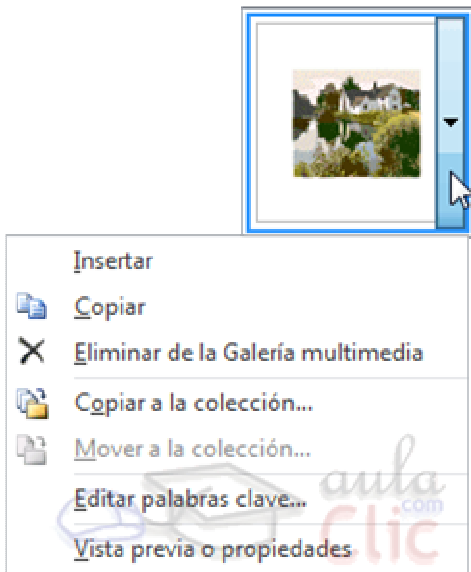 Insertar
Copiar
Eliminar de la Galería multimedia
Copiar a la colección...
Mover a la colección...
Editar palabras clave...
Vista previa o propiedades
aula
.com
Clic